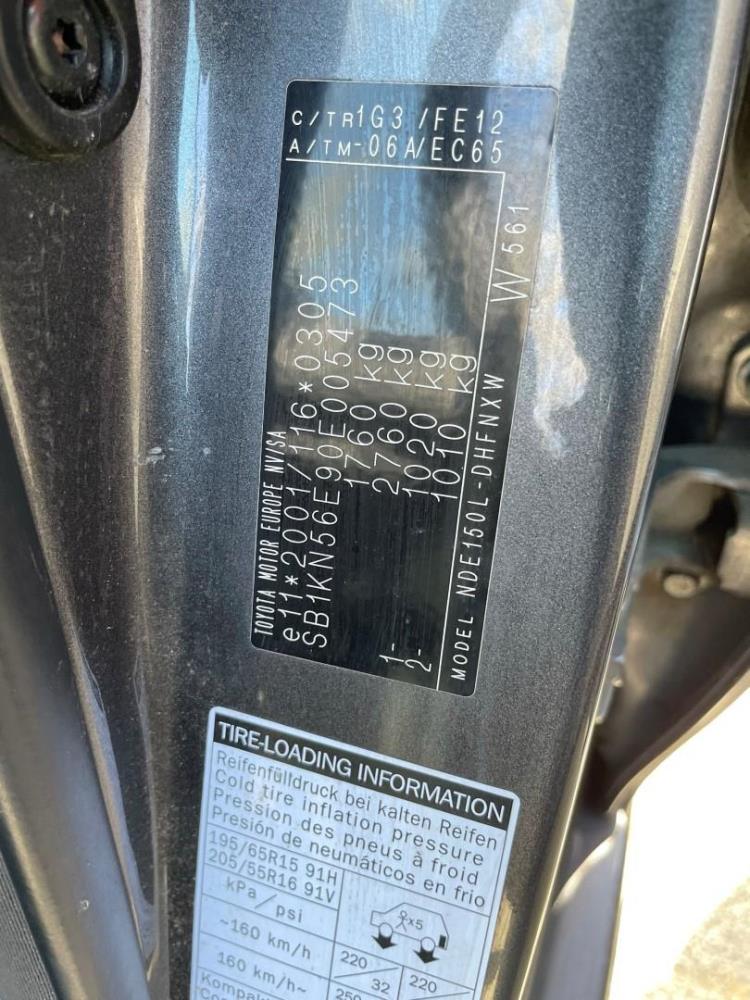 TOYOTA MOTOR EUROPE NV/SA
e11*2001/116*0305
SB1KN56E90E005473
1760 kg
2760 kg
1- 1020 kg
2- 1010 kg
MODEL NDE150L-DHFNXW
W561
C/TR 1G3 /FE12
A/TM -06A/EC65
TIRE-LOADING INFORMATION
Reifenfülldruck bei kalten Reifen
Cold tire inflation pressure
Pression des pneus à froid
Presión de neumáticos en frio
195/65R15 91H
205/55R16 91V
kPa / psi
x5
~160 km/h
220
32
220
160 km/h~
250